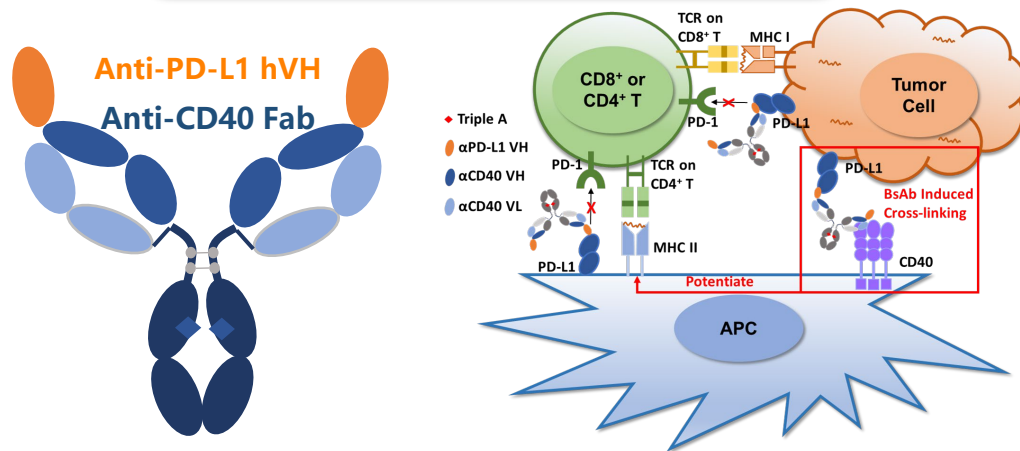 Anti-PD-L1 hVH
Anti-CD40 Fab
Triple A
αPD-L1 VH
αCD40 VH
αCD40 VL
TCR on
CD8⁺ T
MHC I
CD8⁺ or
CD4⁺ T
Tumor
Cell
PD-1
PD-L1
PD-1
TCR on
CD4⁺ T
PD-L1
BsAb Induced
Cross-linking
MHC II
CD40
PD-L1
Potentiate
APC